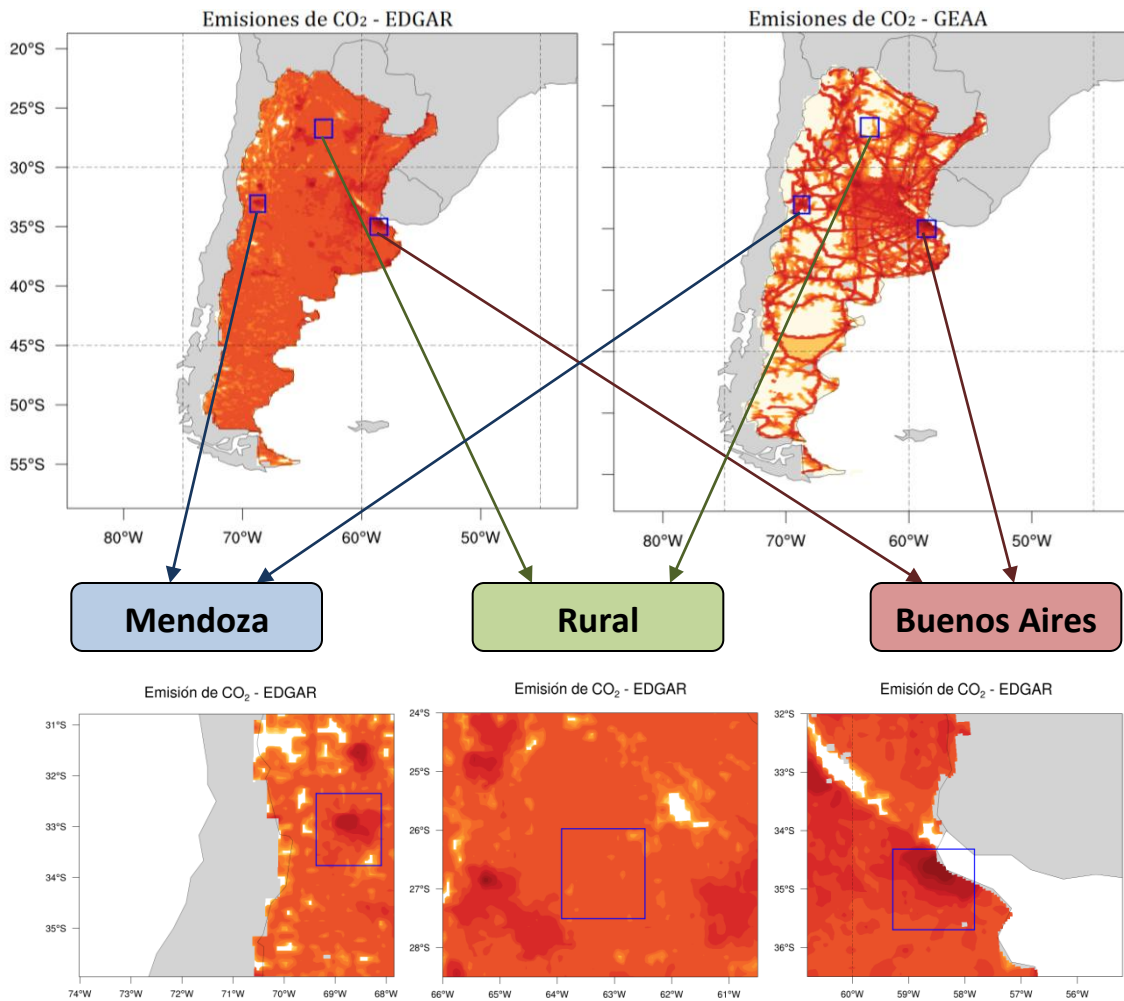 Emisiones de CO2 - EDGAR
Emisiones de CO2 - GEAA
20°S
25°S
30°S
35°S
40°S
45°S
50°S
55°S
80°W 70°W 60°W 50°W
80°W 70°W 60°W 50°W
Mendoza
Rural
Buenos Aires
Emisión de CO₂ - EDGAR
31°S
32°S
33°S
34°S
35°S
74°W 72°W 71°W 70°W 69°W 68°W
Emisión de CO₂ - EDGAR
24°S
25°S
26°S
27°S
28°S
66°W 65°W 64°W 63°W 62°W 61°W
Emisión de CO₂ - EDGAR
32°S
33°S
34°S
35°S
36°S
60°W 59°W 58°W 57°W 56°W